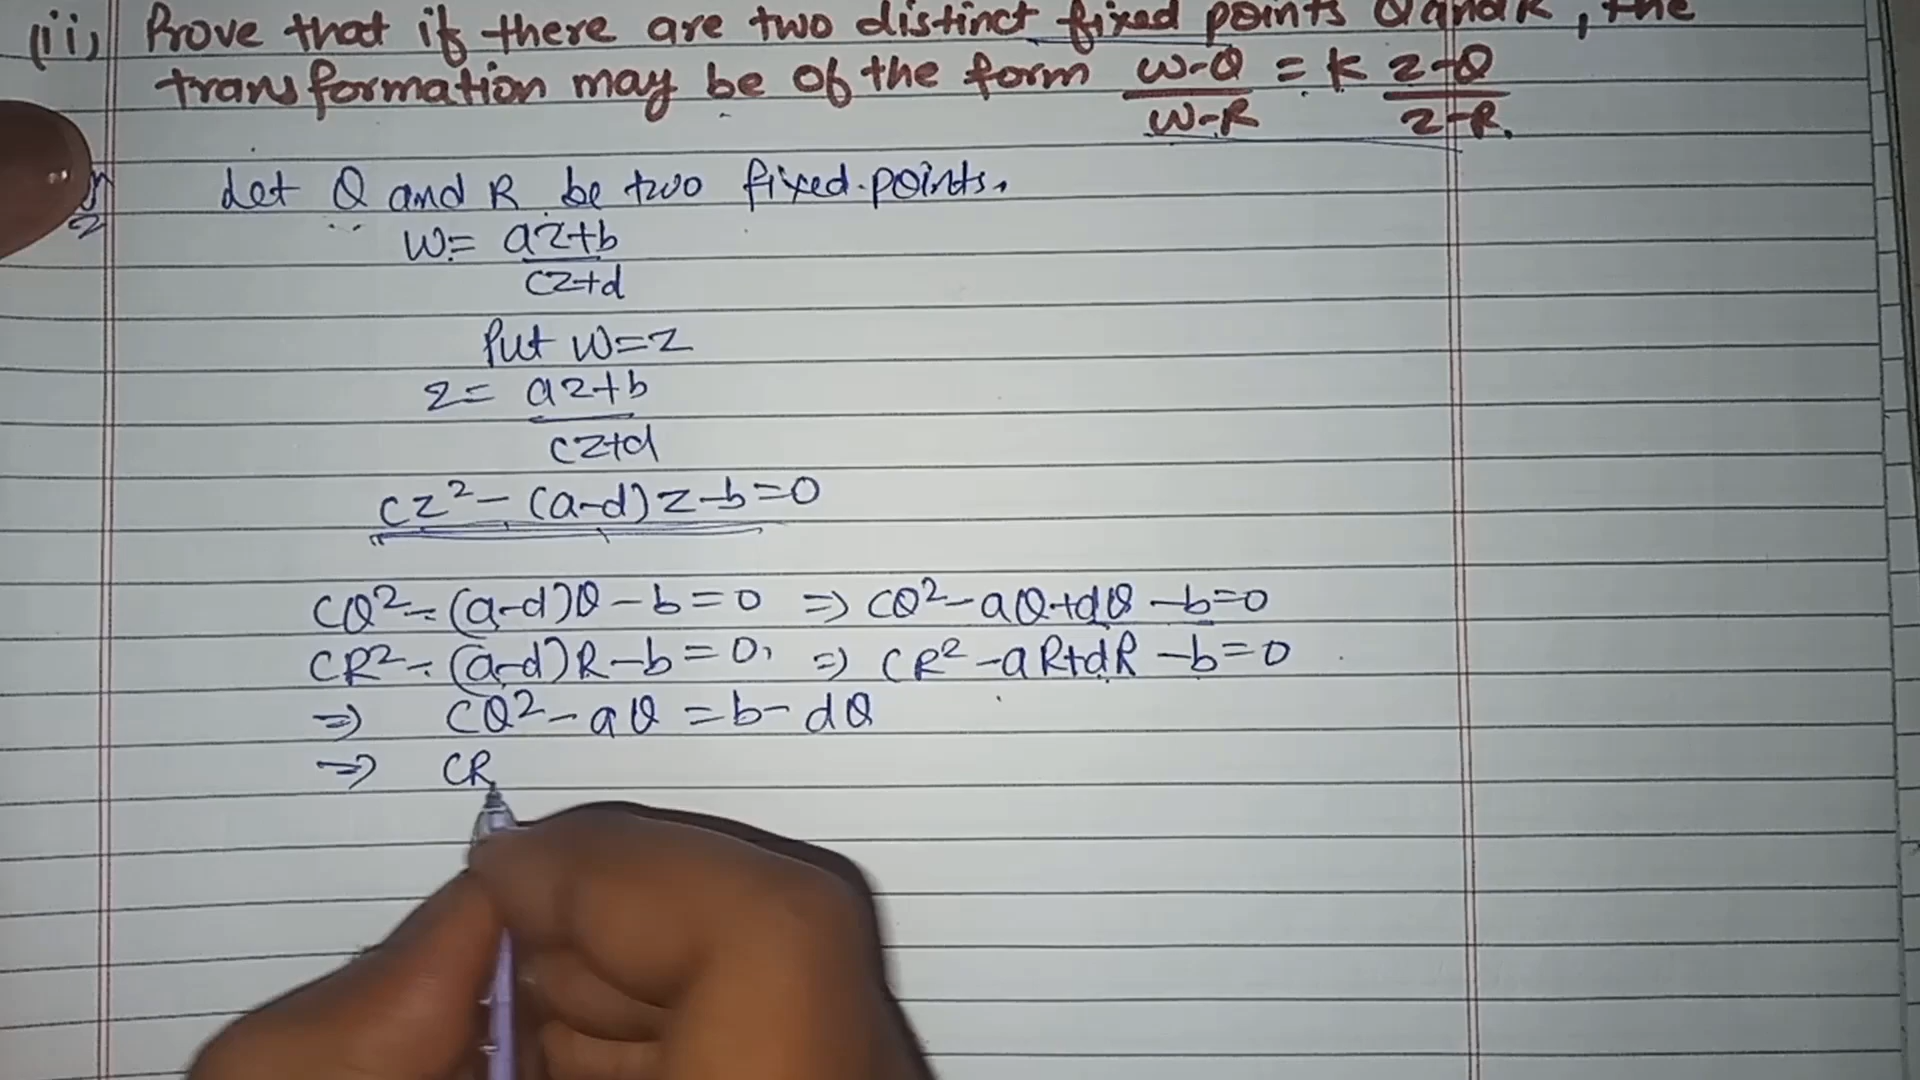 (ii) Prove that if there are two distinct fixed points Q and R, the
transformation may be of the form w-Q/w-R = k z-Q/z-R.
Let Q and R be two fixed points.
W = az+b/cz+d
Put W=z
z = az+b/cz+d
cz² - (a-d)z-b=0
CQ² - (a-d)Q - b = 0 ⇒ CQ² - aQ+dQ - b=0
CR² - (a-d)R - b = 0, ⇒ CR² - aR+dR - b=0
⇒ CQ² - aQ = b - dQ
⇒ CR